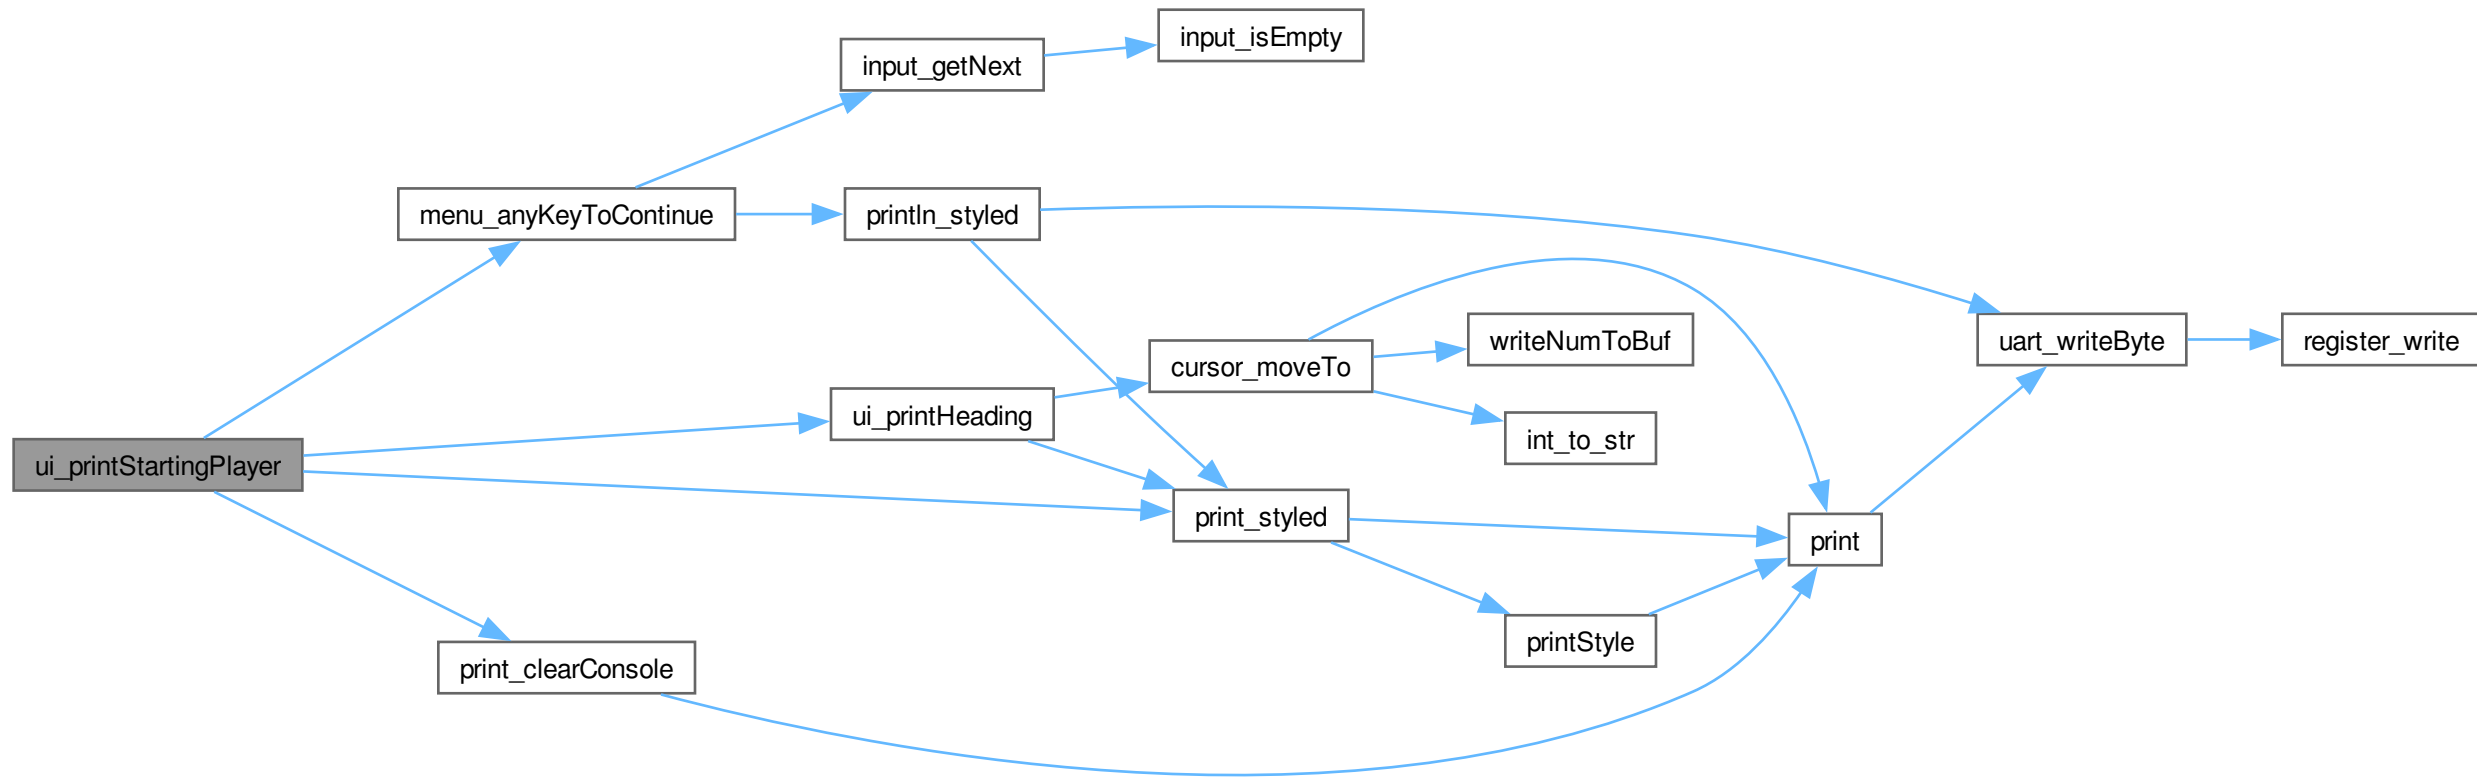 input_isEmpty
input_getNext
menu_anyKeyToContinue
println_styled
writeNumToBuf
uart_writeByte
register_write
cursor_moveTo
ui_printHeading
int_to_str
ui_printStartingPlayer
print_styled
print
printStyle
print_clearConsole